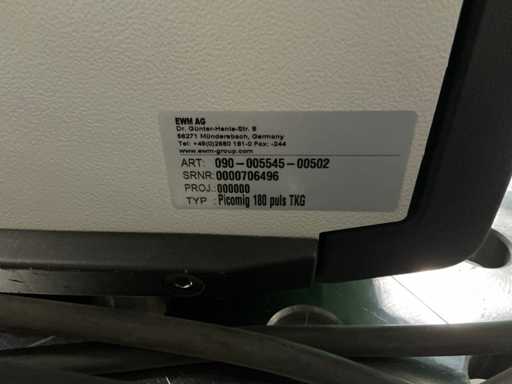 EWM AG
Dr. Günter-Henle-Str. 8
56271 Mündersbach, Germany
Tel: +49(0)2680 181-0 Fax: -244
www.ewm-group.com
ART: 090-005545-00502
SRNR: 0000706496
PROJ.: 000000
TYP : Picomig 180 puls TKG